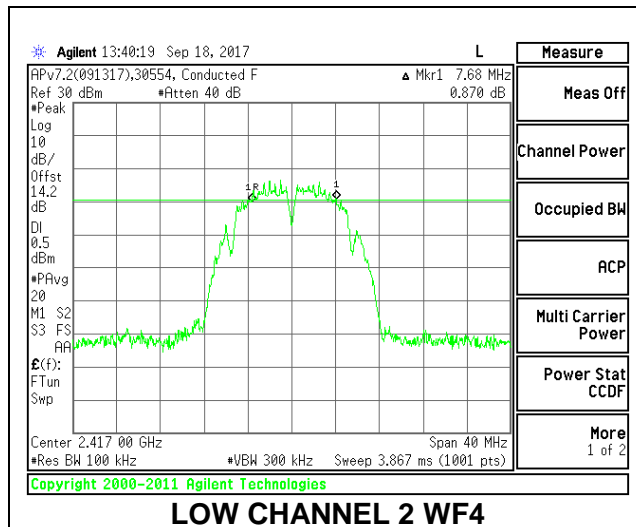 Agilent 13:40:19 Sep 18, 2017 L
Measure
APv7.2(091317),30554, Conducted F
▲ Mkr1 7.68 MHz
Ref 30 dBm #Atten 40 dB 0.870 dB
Meas Off
#Peak
Log
10
dB/
Offst
14.2
dB
DI
0.5
dBm
#PAvg
20
M1 S2
S3 FS
AA
£(f):
FTun
Swp
1R
1
Channel Power
Occupied BW
ACP
Multi Carrier
Power
Power Stat
CCDF
More
1 of 2
Center 2.417 00 GHz Span 40 MHz
#Res BW 100 kHz #VBW 300 kHz Sweep 3.867 ms (1001 pts)
Copyright 2000-2011 Agilent Technologies
LOW CHANNEL 2 WF4